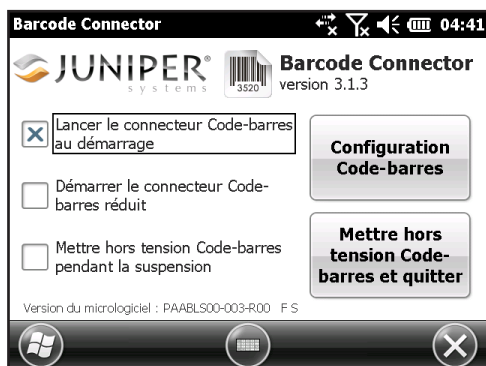 Barcode Connector 04:41
JUNIPER®
systems
3520
Barcode Connector
version 3.1.3
Lancer le connecteur Code-barres
au démarrage
Démarrer le connecteur Code-
barres réduit
Mettre hors tension Code-barres
pendant la suspension
Configuration
Code-barres
Mettre hors
tension Code-
barres et quitter
Version du micrologiciel : PAABLS00-003-R00 F S